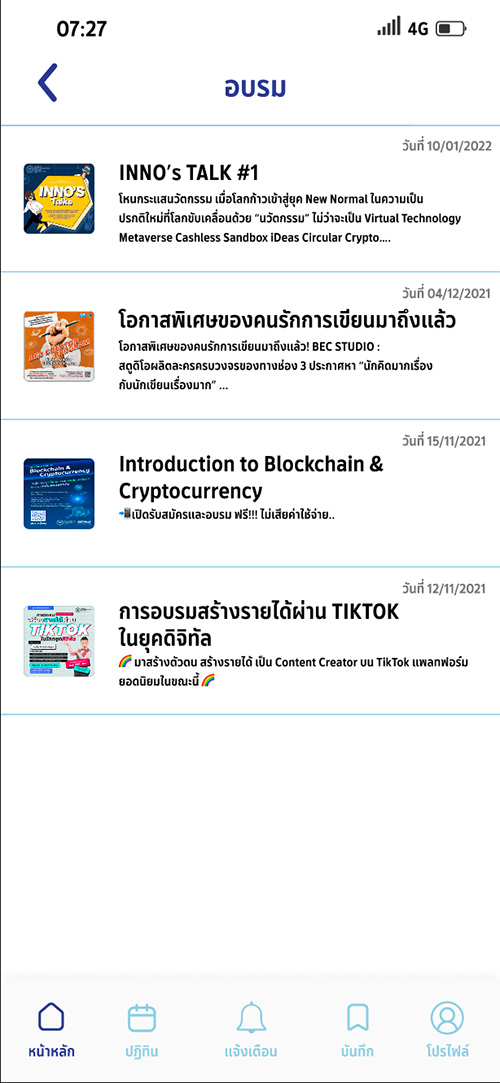 07:27
4G
อบรม
วันที่ 10/01/2022
INNO'S Talks
INNO’s TALK #1
โหนกระแสนวัตกรรม เมื่อโลกก้าวเข้าสู่ยุค New Normal ในความเป็น
ปรกติใหม่ที่โลกขับเคลื่อนด้วย “นวัตกรรม” ไม่ว่าจะเป็น Virtual Technology
Metaverse Cashless Sandbox iDeas Circular Crypto....
วันที่ 04/12/2021
โอกาสพิเศษของคนรักการเขียนมาถึงแล้ว
โอกาสพิเศษของคนรักการเขียนมาถึงแล้ว! BEC STUDIO :
สตูดิโอผลิตละครครบวงจรของทางช่อง 3 ประกาศหา “นักคิดมากเรื่อง
กับนักเขียนเรื่องมาก” ...
วันที่ 15/11/2021
Blockchain &
Cryptocurrency
Introduction to Blockchain &
Cryptocurrency
📲เปิดรับสมัครและอบรม ฟรี!!! ไม่เสียค่าใช้จ่าย..
วันที่ 12/11/2021
TIKTOK
การอบรมสร้างรายได้ผ่าน TIKTOK
ในยุคดิจิทัล
🌈 มาสร้างตัวตน สร้างรายได้ เป็น Content Creator บน TikTok แพลทฟอร์ม
ยอดนิยมในขณะนี้ 🌈
หน้าหลัก
ปฏิทิน
แจ้งเตือน
บันทึก
โปรไฟล์